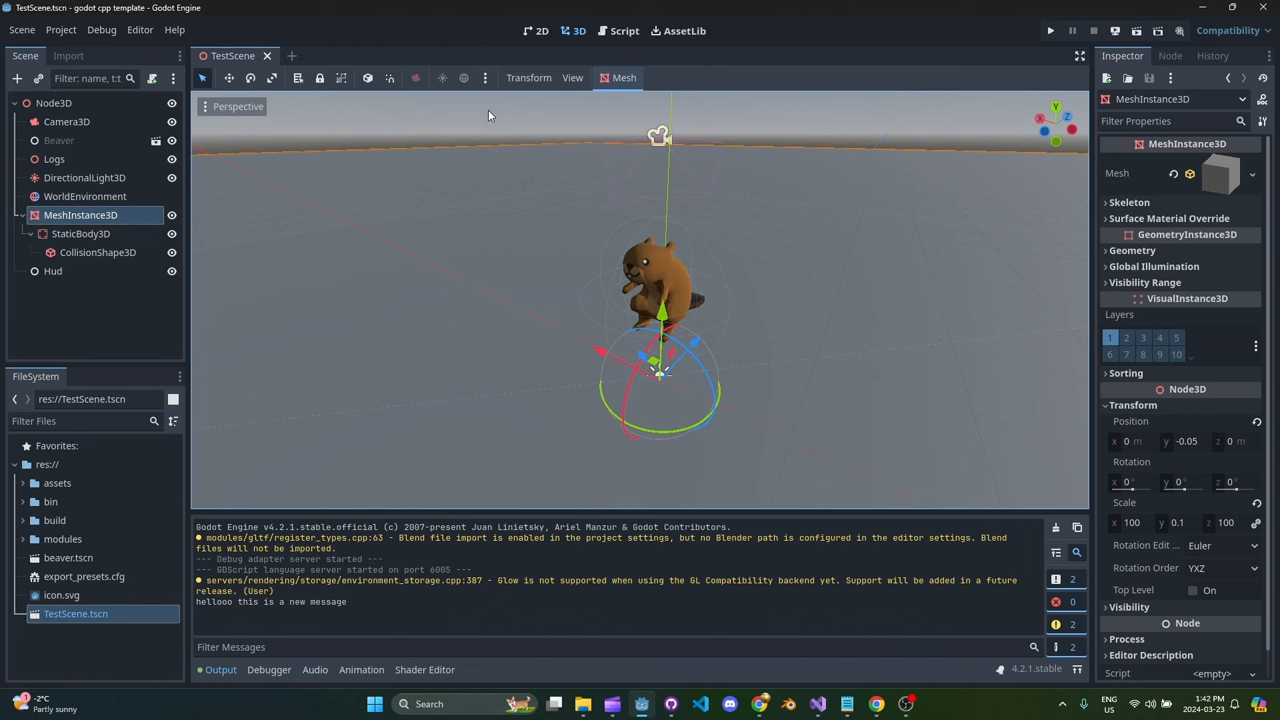 TestScene.tscn - godot cpp template - Godot Engine
Scene Project Debug Editor Help
2D 3D Script AssetLib
Compatibility
Scene Import
Filter: name, t:t
Node3D
Camera3D
Beaver
Logs
DirectionalLight3D
WorldEnvironment
MeshInstance3D
StaticBody3D
CollisionShape3D
Hud
FileSystem
res://TestScene.tscn
Filter Files
Favorites:
res://
assets
bin
build
modules
beaver.tscn
export_presets.cfg
icon.svg
TestScene.tscn
TestScene
Transform View Mesh
Perspective
Y
Z
X
Godot Engine v4.2.1.stable.official (c) 2007-present Juan Linietsky, Ariel Manzur & Godot Contributors.
modules/gltf/register_types.cpp:63 - Blend file import is enabled in the project settings, but no Blender path is configured in the editor settings. Blend
files will not be imported.
--- Debug adapter server started ---
--- GDScript language server started on port 6005 ---
servers/rendering/storage/environment_storage.cpp:387 - Glow is not supported when using the GL Compatibility backend yet. Support will be added in a future
release. (User)
hellooo this is a new message
2
0
2
2
Filter Messages
Output Debugger Audio Animation Shader Editor
4.2.1.stable
Inspector Node History
MeshInstance3D
Filter Properties
MeshInstance3D
Mesh
Skeleton
Surface Material Override
GeometryInstance3D
Geometry
Global Illumination
Visibility Range
VisualInstance3D
Layers
1 2 3 4 5
6 7 8 9 10
Sorting
Node3D
Transform
Position
x 0 m y -0.05 z 0 m
Rotation
x 0° y 0° z 0°
Scale
x 100 y 0.1 z 100
Rotation Edit ... Euler
Rotation Order YXZ
Top Level On
Visibility
Node
Process
Editor Description
Script <empty>
1
-2°C
Partly sunny
Search
ENG
US
1:42 PM
2024-03-23